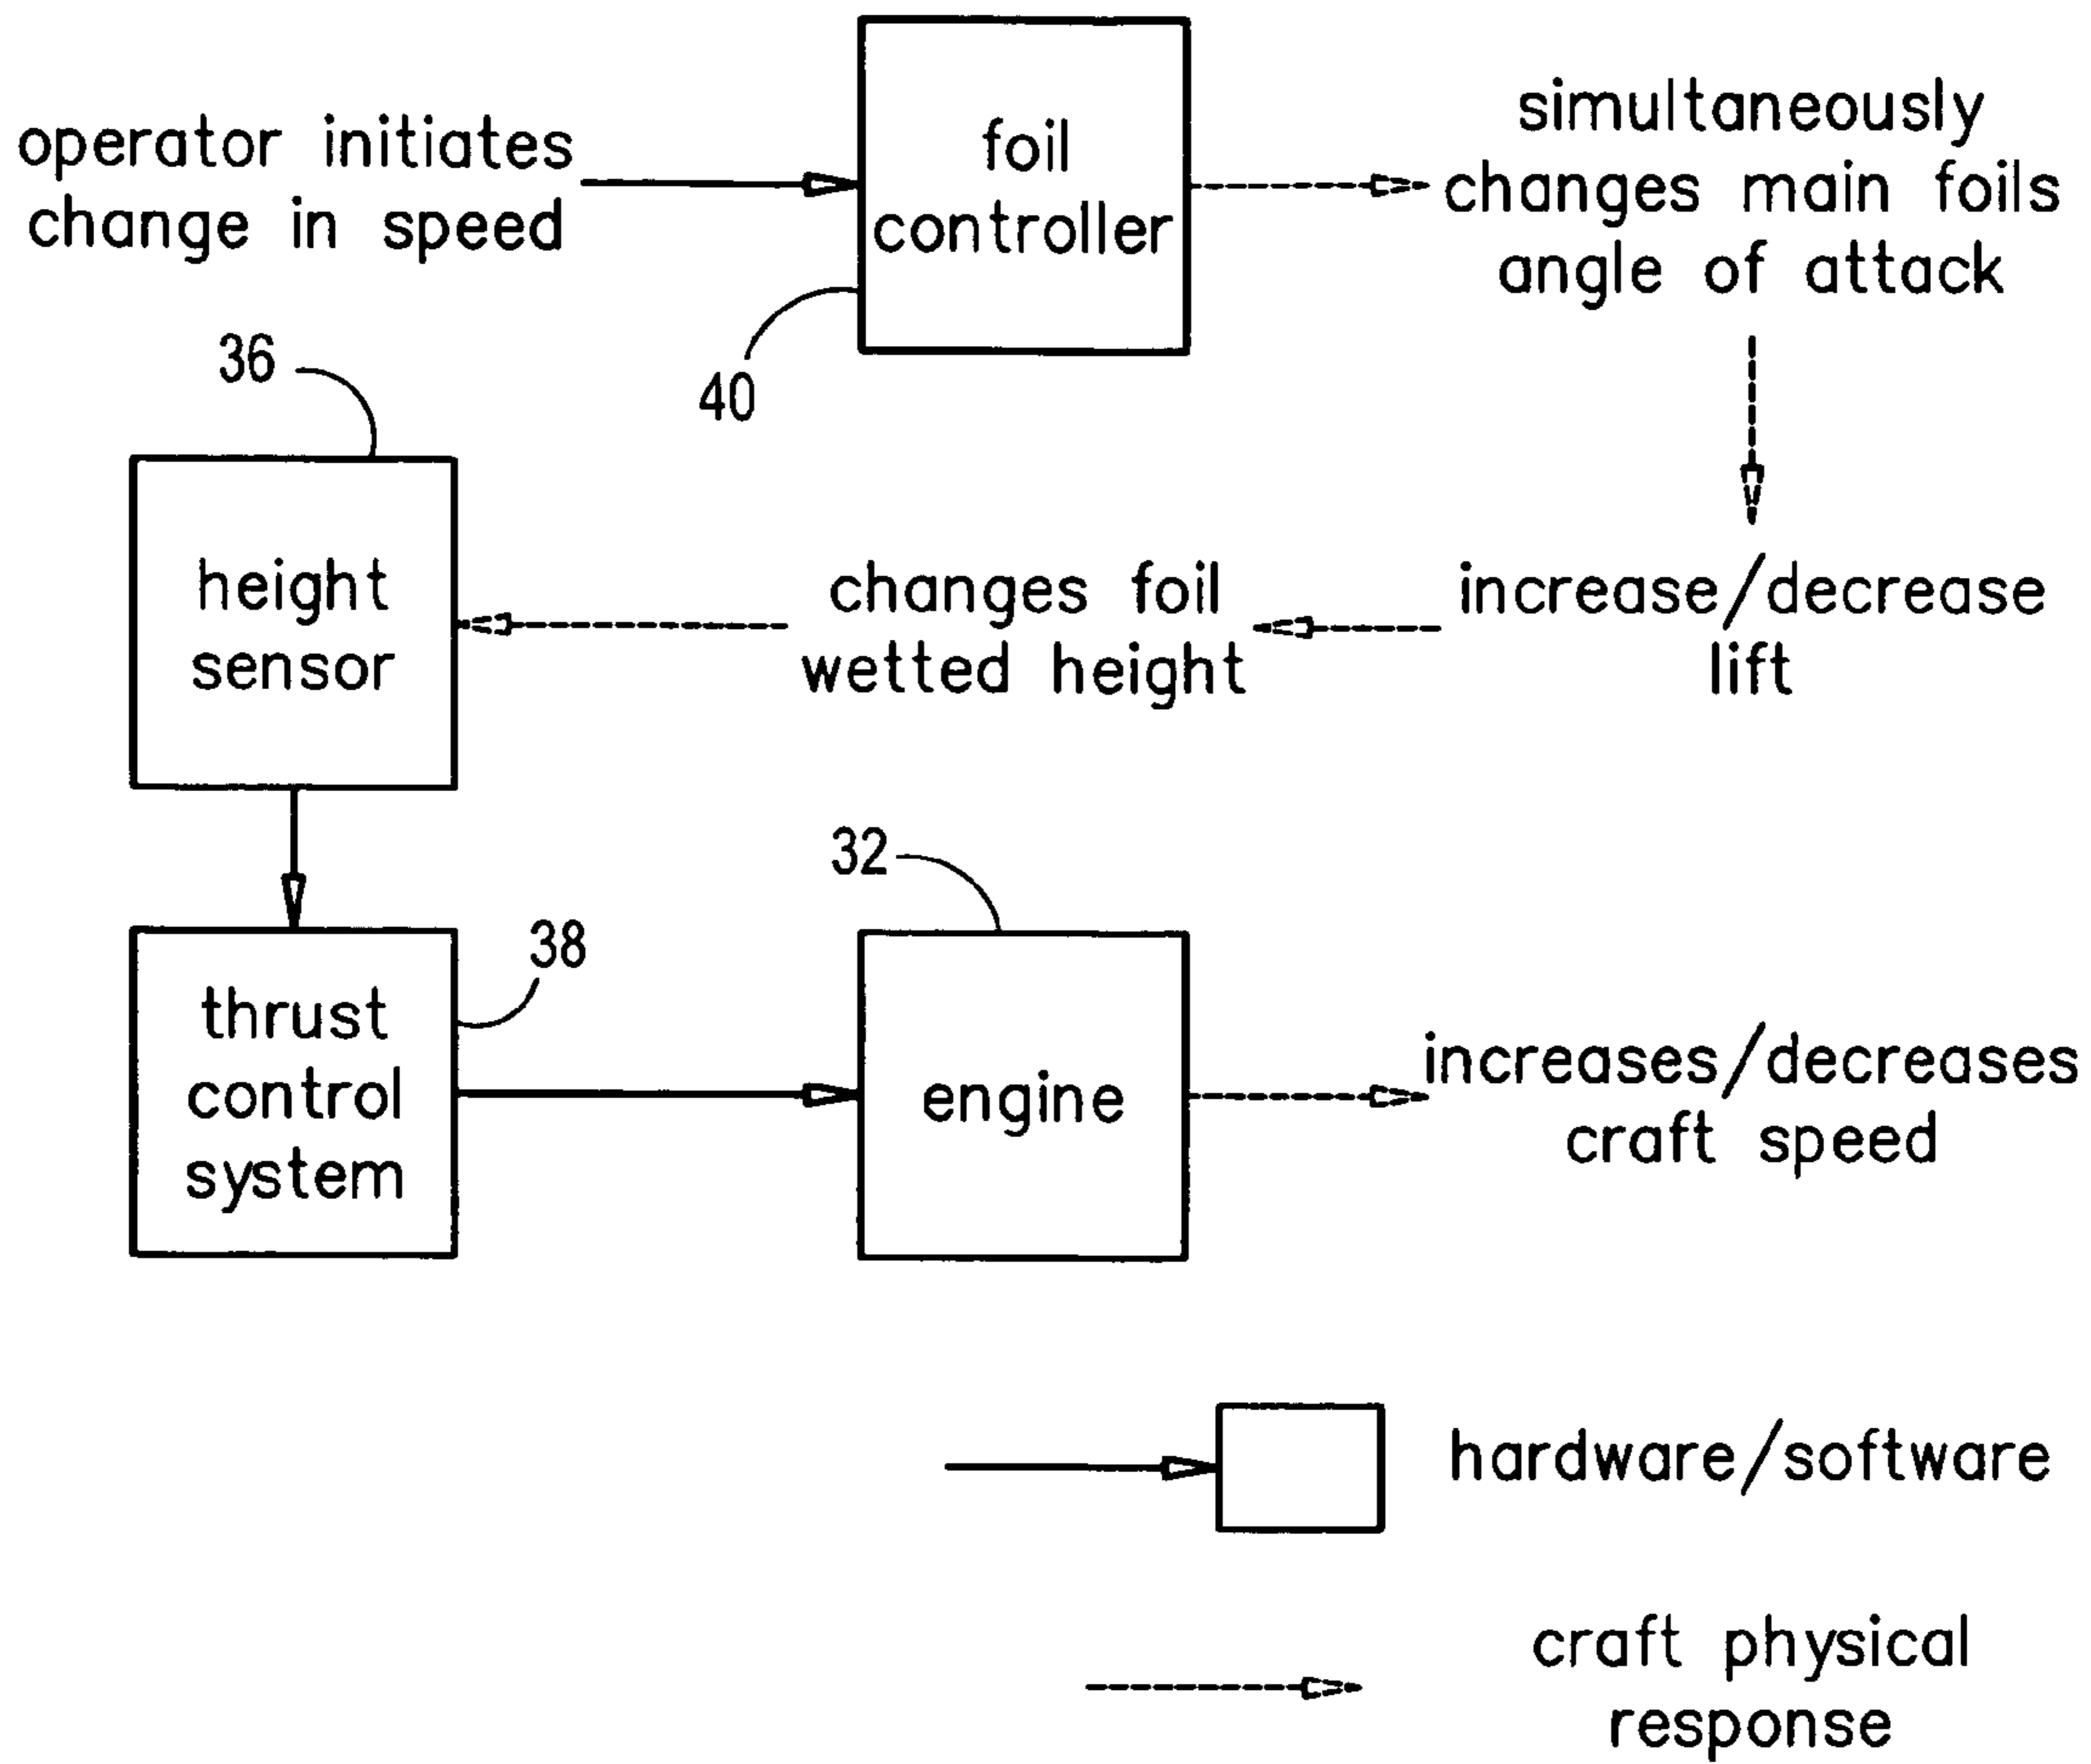 operator initiates
change in speed
foil
controller
40
simultaneously
changes main foils
angle of attack
increase/decrease
lift
changes foil
wetted height
36
height
sensor
thrust
control
system
38
32
engine
increases/decreases
craft speed
hardware/software
craft physical
response